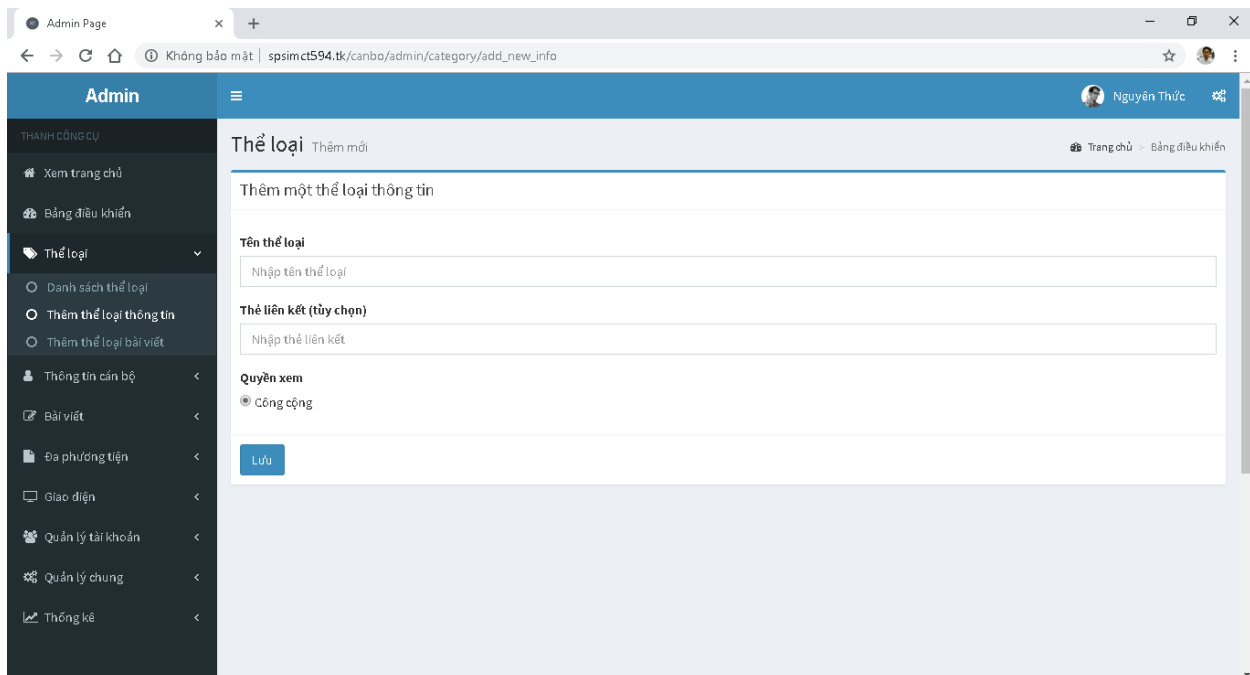 Admin Page
Không bảo mật | spsimct594.tk/canbo/admin/category/add_new_info
Admin
Nguyên Thức
THANH CÔNG CỤ
Xem trang chủ
Bảng điều khiển
Thể loại
Danh sách thể loại
Thêm thể loại thông tin
Thêm thể loại bài viết
Thông tin cán bộ
Bài viết
Đa phương tiện
Giao diện
Quản lý tài khoản
Quản lý chung
Thống kê
Thể loại Thêm mới
Trang chủ > Bảng điều khiển
Thêm một thể loại thông tin
Tên thể loại
Nhập tên thể loại
Thẻ liên kết (tùy chọn)
Nhập thẻ liên kết
Quyền xem
Công cộng
Lưu